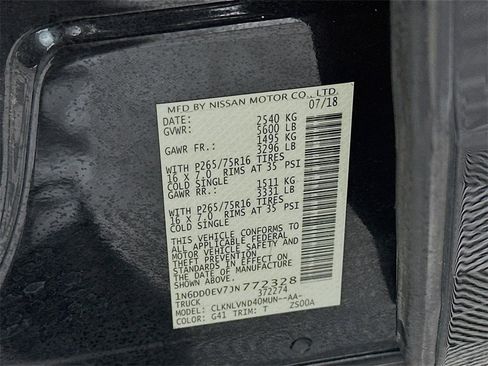 MFD BY NISSAN MOTOR CO., LTD.
DATE: 07/18
GVWR: 2540 KG
5600 LB
GAWR FR: 1495 KG
3296 LB
WITH P265/75R16 TIRES
16 X 7.0 RIMS AT 35 PSI
COLD SINGLE
GAWR RR: 1511 KG
3331 LB
WITH P265/75R16 TIRES
16 X 7.0 RIMS AT 35 PSI
COLD SINGLE
THIS VEHICLE CONFORMS TO
ALL APPLICABLE FEDERAL
MOTOR VEHICLE SAFETY AND
THEFT PREVENTION
STANDARDS IN EFFECT ON
THE DATE OF MANUFACTURE
SHOWN ABOVE.
1N6DD0EV7JN772328
TRUCK 372274
MODEL: CLKNLVND40MUN--AA-
COLOR: G41 TRIM: T ZS00A